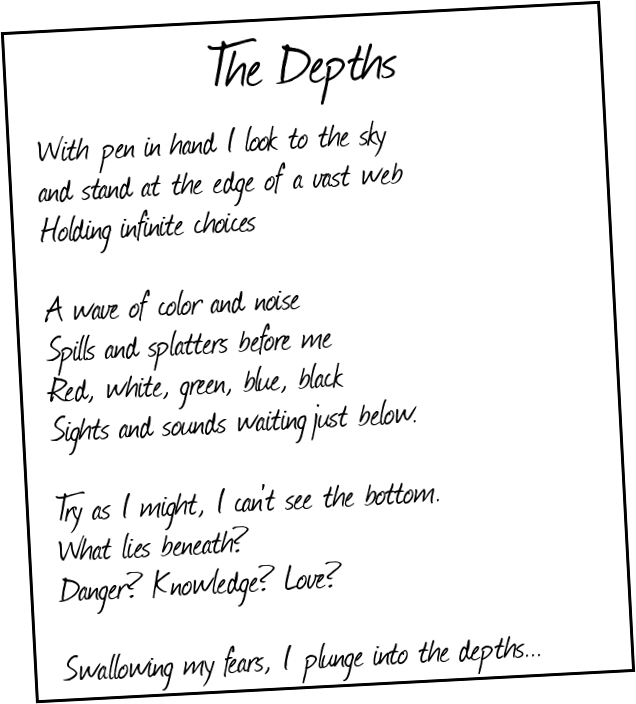 The Depths
With pen in hand I look to the sky
and stand at the edge of a vast web
Holding infinite choices
A wave of color and noise
Spills and splatters before me
Red, white, green, blue, black
Sights and sounds waiting just below.
Try as I might, I can't see the bottom.
What lies beneath?
Danger? Knowledge? Love?
Swallowing my fears, I plunge into the depths...